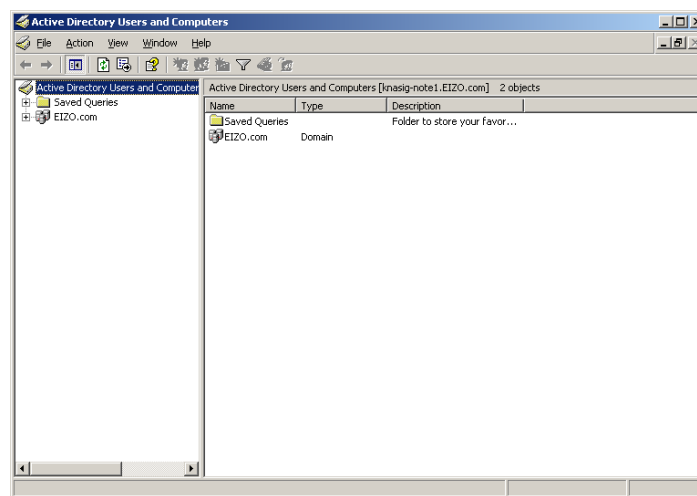 Active Directory Users and Computers
File Action View Window Help
Active Directory Users and Computer
Saved Queries
EIZO.com
Active Directory Users and Computers [knasig-note1.EIZO.com] 2 objects
Name Type Description
Saved Queries Folder to store your favor...
EIZO.com Domain